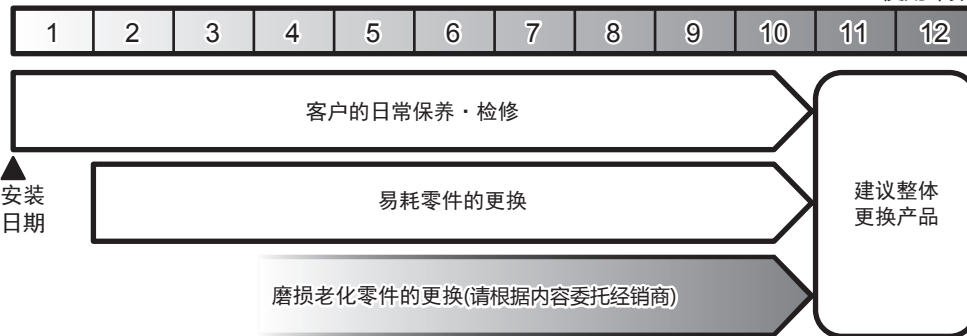 1 2 3 4 5 6 7 8 9 10 11 12
客户的日常保养・检修
安装
日期
易耗零件的更换
建议整体
更换产品
磨损老化零件的更换(请根据内容委托经销商)